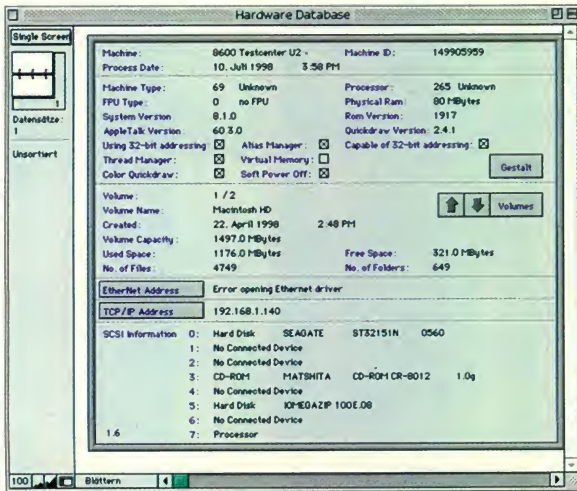 Hardware Database
Single Screen
1
Datensätze:
1
Unsortiert
Machine: 8600 Testcenter U2 - Machine ID: 149905959
Process Date: 10. Juli 1998 3:58 PM
Machine Type: 69 Unknown Processor: 265 Unknown
FPU Type: 0 no FPU Physical Ram: 80 MBytes
System Version 8.1.0 Rom Version: 1917
AppleTalk Version: 60.3.0 Quickdraw Version: 2.4.1
Using 32-bit addressing: Alias Manager: Capable of 32-bit addressing:
Thread Manager: Virtual Memory:
Color Quickdraw: Soft Power Off: Gestalt
Volume: 1 / 2
Volume Name: Macintosh HD Volumes
Created: 22. April 1998 2:48 PM
Volume Capacity: 1497.0 MBytes
Used Space: 1176.0 MBytes Free Space: 321.0 MBytes
No. of Files: 4749 No. of Folders: 649
EtherNet Address Error opening Ethernet driver
TCP/IP Address 192.168.1.140
SCSI Information 0: Hard Disk SEAGATE ST32151N 0560
1: No Connected Device
2: No Connected Device
3: CD-ROM MATSHITA CD-ROM CR-8012 1.0g
4: No Connected Device
5: Hard Disk IOMEGAZIP 100E.08
6: No Connected Device
1.6 7: Processor
100 Blättern